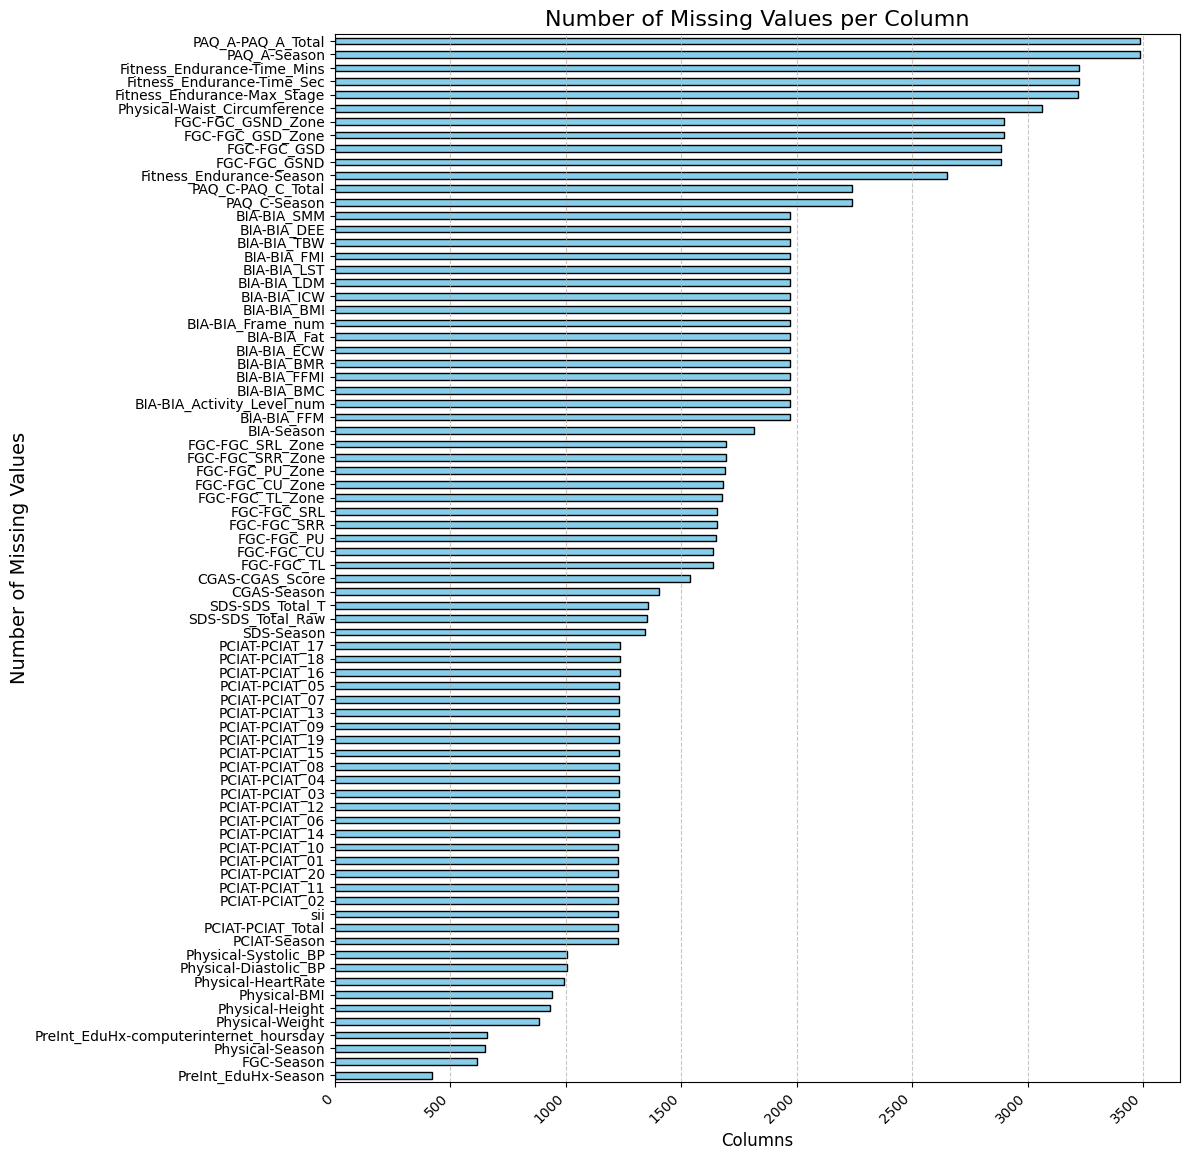 Number of Missing Values per Column
PAQ_A-PAQ_A_Total
PAQ_A-Season
Fitness_Endurance-Time_Mins
Fitness_Endurance-Time_Sec
Fitness_Endurance-Max_Stage
Physical-Waist_Circumference
FGC-FGC_GSND_Zone
FGC-FGC_GSD_Zone
FGC-FGC_GSD
FGC-FGC_GSND
Fitness_Endurance-Season
PAQ_C-PAQ_C_Total
PAQ_C-Season
BIA-BIA_SMM
BIA-BIA_DEE
BIA-BIA_TBW
BIA-BIA_FMI
BIA-BIA_LST
BIA-BIA_LDM
BIA-BIA_ICW
BIA-BIA_BMI
BIA-BIA_Frame_num
BIA-BIA_Fat
BIA-BIA_ECW
BIA-BIA_BMR
BIA-BIA_FFMI
BIA-BIA_BMC
BIA-BIA_Activity_Level_num
BIA-BIA_FFM
BIA-Season
FGC-FGC_SRL_Zone
FGC-FGC_SRR_Zone
FGC-FGC_PU_Zone
FGC-FGC_CU_Zone
FGC-FGC_TL_Zone
FGC-FGC_SRL
FGC-FGC_SRR
FGC-FGC_PU
FGC-FGC_CU
FGC-FGC_TL
CGAS-CGAS_Score
CGAS-Season
SDS-SDS_Total_T
SDS-SDS_Total_Raw
SDS-Season
PCIAT-PCIAT_17
PCIAT-PCIAT_18
PCIAT-PCIAT_16
PCIAT-PCIAT_05
PCIAT-PCIAT_07
PCIAT-PCIAT_13
PCIAT-PCIAT_09
PCIAT-PCIAT_19
PCIAT-PCIAT_15
PCIAT-PCIAT_08
PCIAT-PCIAT_04
PCIAT-PCIAT_03
PCIAT-PCIAT_12
PCIAT-PCIAT_06
PCIAT-PCIAT_14
PCIAT-PCIAT_10
PCIAT-PCIAT_01
PCIAT-PCIAT_20
PCIAT-PCIAT_11
PCIAT-PCIAT_02
sii
PCIAT-PCIAT_Total
PCIAT-Season
Physical-Systolic_BP
Physical-Diastolic_BP
Physical-HeartRate
Physical-BMI
Physical-Height
Physical-Weight
PreInt_EduHx-computerinternet_hoursday
Physical-Season
FGC-Season
PreInt_EduHx-Season
Number of Missing Values
0 500 1000 1500 2000 2500 3000 3500
Columns